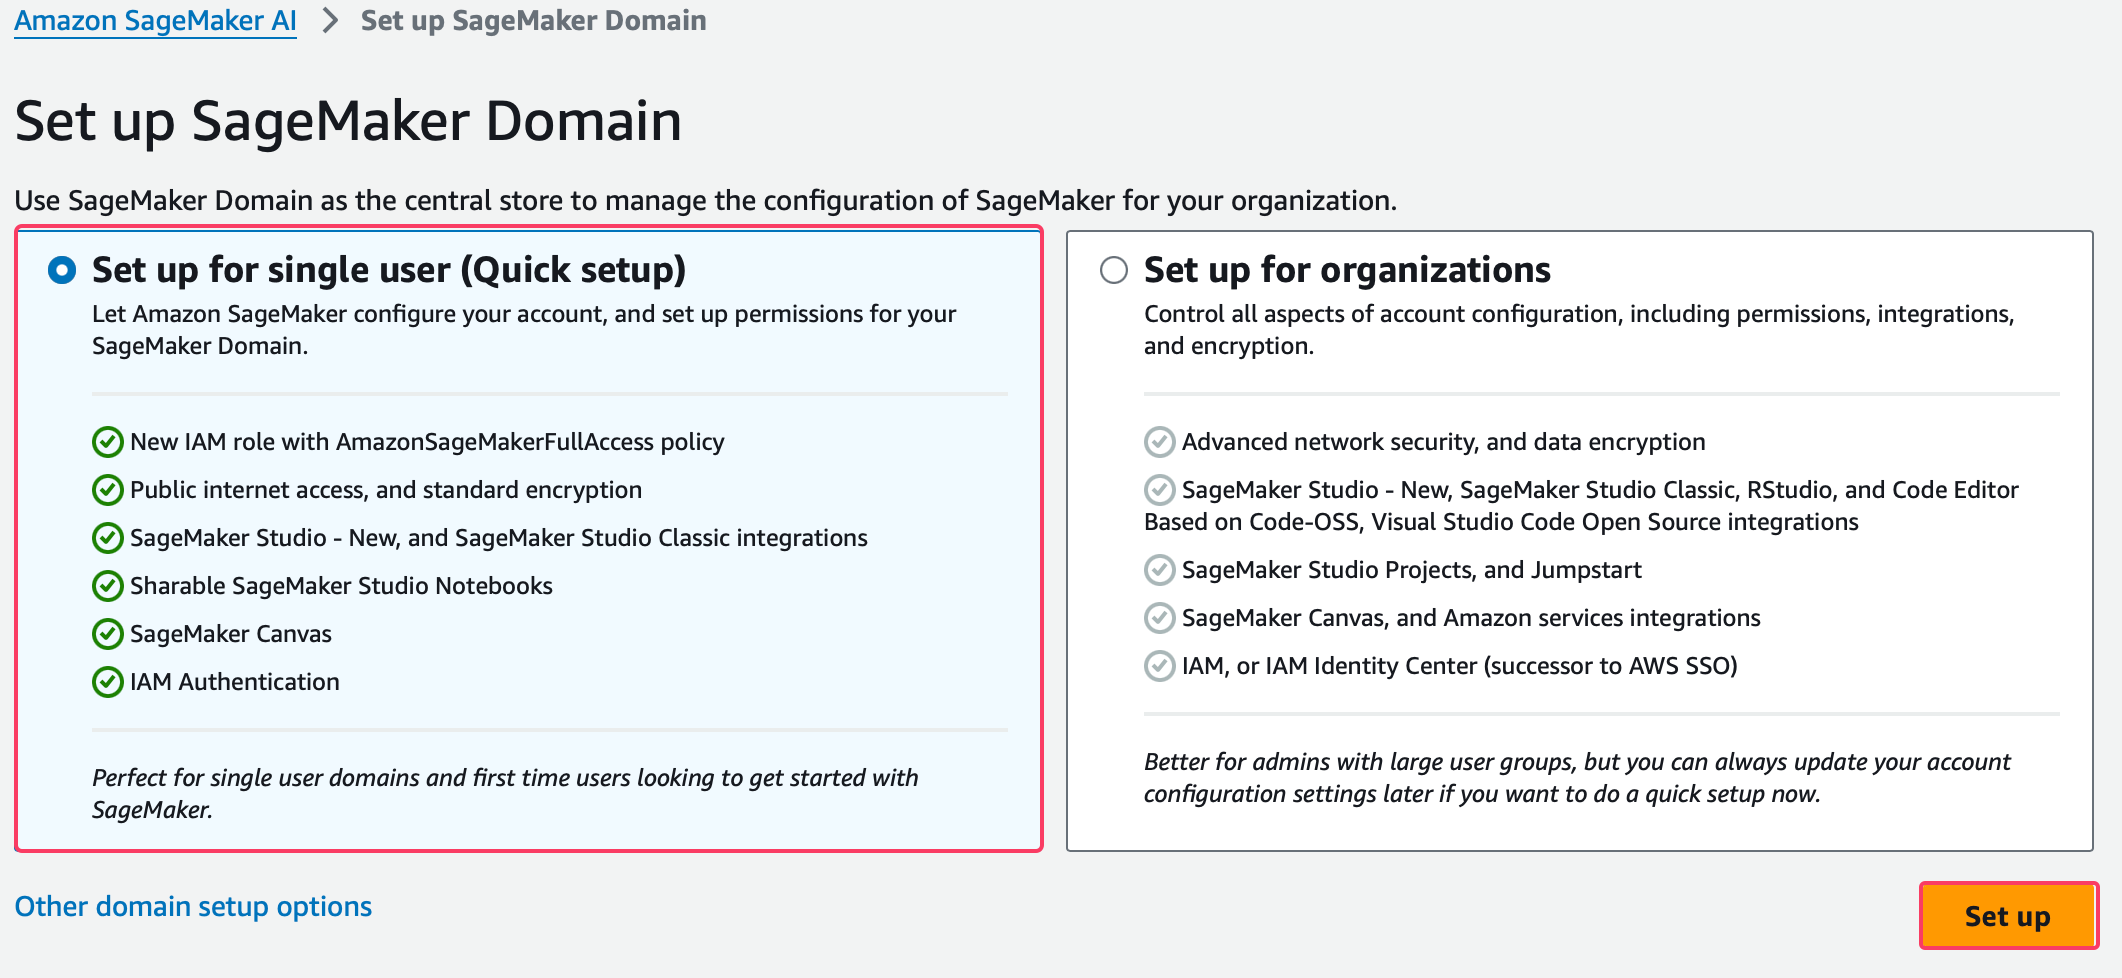 Amazon SageMaker AI > Set up SageMaker Domain
Set up SageMaker Domain
Use SageMaker Domain as the central store to manage the configuration of SageMaker for your organization.
Set up for single user (Quick setup)
Let Amazon SageMaker configure your account, and set up permissions for your
SageMaker Domain.
New IAM role with AmazonSageMakerFullAccess policy
Public internet access, and standard encryption
SageMaker Studio - New, and SageMaker Studio Classic integrations
Sharable SageMaker Studio Notebooks
SageMaker Canvas
IAM Authentication
Perfect for single user domains and first time users looking to get started with
SageMaker.
Set up for organizations
Control all aspects of account configuration, including permissions, integrations,
and encryption.
Advanced network security, and data encryption
SageMaker Studio - New, SageMaker Studio Classic, RStudio, and Code Editor
Based on Code-OSS, Visual Studio Code Open Source integrations
SageMaker Studio Projects, and Jumpstart
SageMaker Canvas, and Amazon services integrations
IAM, or IAM Identity Center (successor to AWS SSO)
Better for admins with large user groups, but you can always update your account
configuration settings later if you want to do a quick setup now.
Other domain setup options
Set up